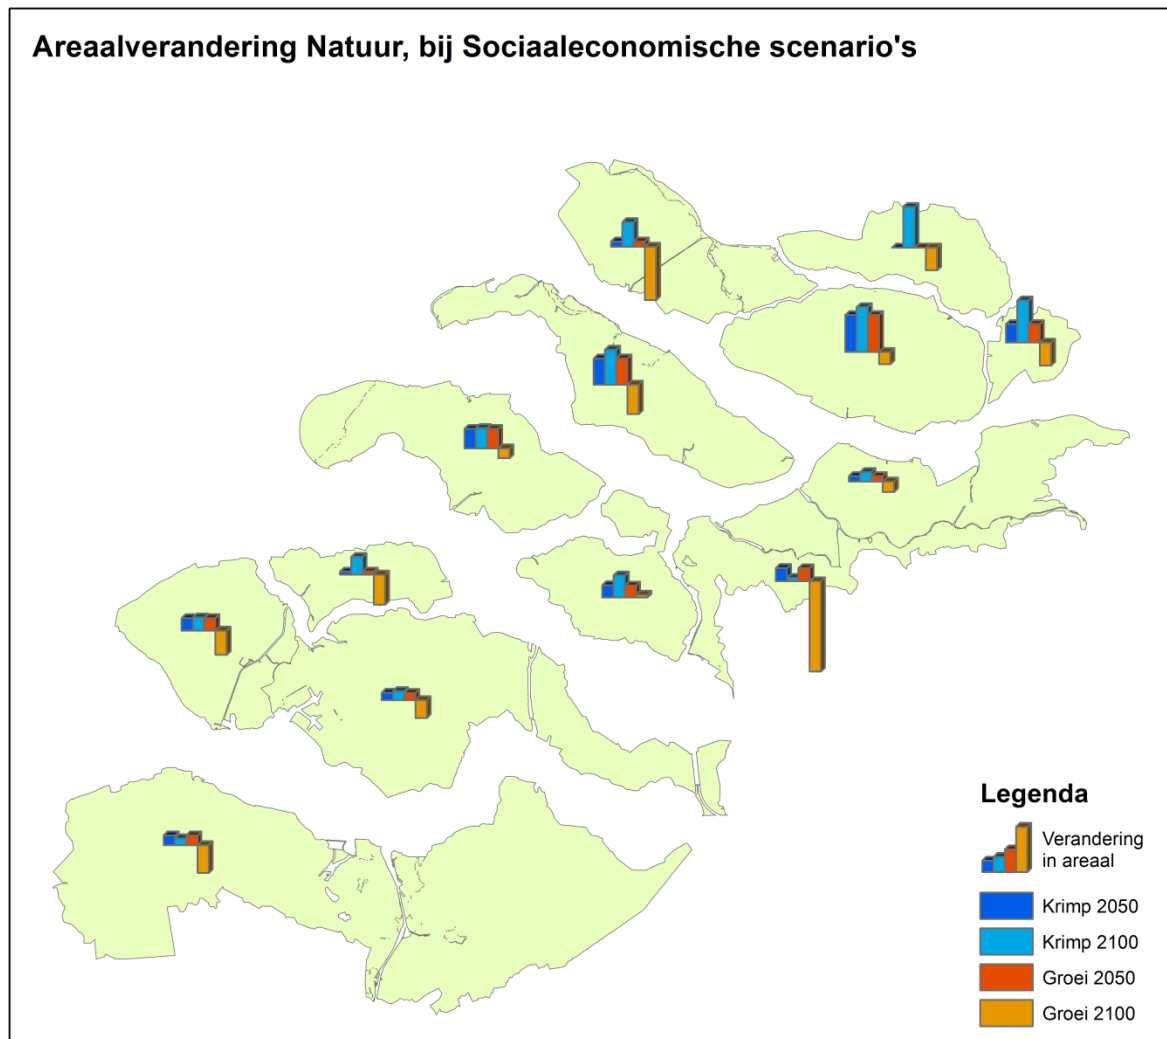 Areaalverandering Natuur, bij Sociaaleconomische scenario's
Legenda
Verandering
in areaal
Krimp 2050
Krimp 2100
Groei 2050
Groei 2100